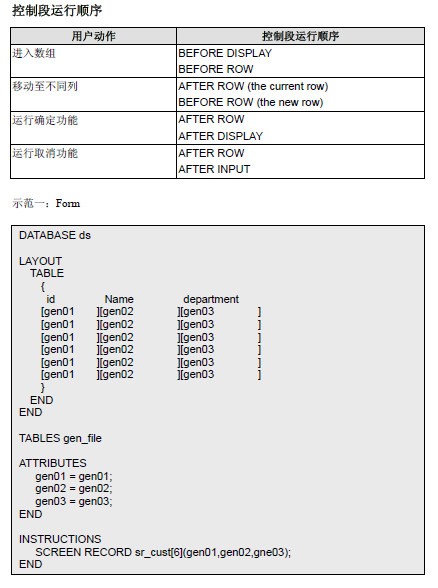 控制段运行顺序
用户动作 控制段运行顺序
进入数组 BEFORE DISPLAY
BEFORE ROW
移动至不同列 AFTER ROW (the current row)
BEFORE ROW (the new row)
运行确定功能 AFTER ROW
AFTER DISPLAY
运行取消功能 AFTER ROW
AFTER INPUT
示范一：Form
DATABASE ds
LAYOUT
TABLE
{
id Name department
[gen01 ][gen02 ][gen03 ]
[gen01 ][gen02 ][gen03 ]
[gen01 ][gen02 ][gen03 ]
[gen01 ][gen02 ][gen03 ]
[gen01 ][gen02 ][gen03 ]
[gen01 ][gen02 ][gen03 ]
}
END
END
TABLES gen_file
ATTRIBUTES
gen01 = gen01;
gen02 = gen02;
gen03 = gen03;
END
INSTRUCTIONS
SCREEN RECORD sr_cust[6](gen01,gen02,gne03);
END